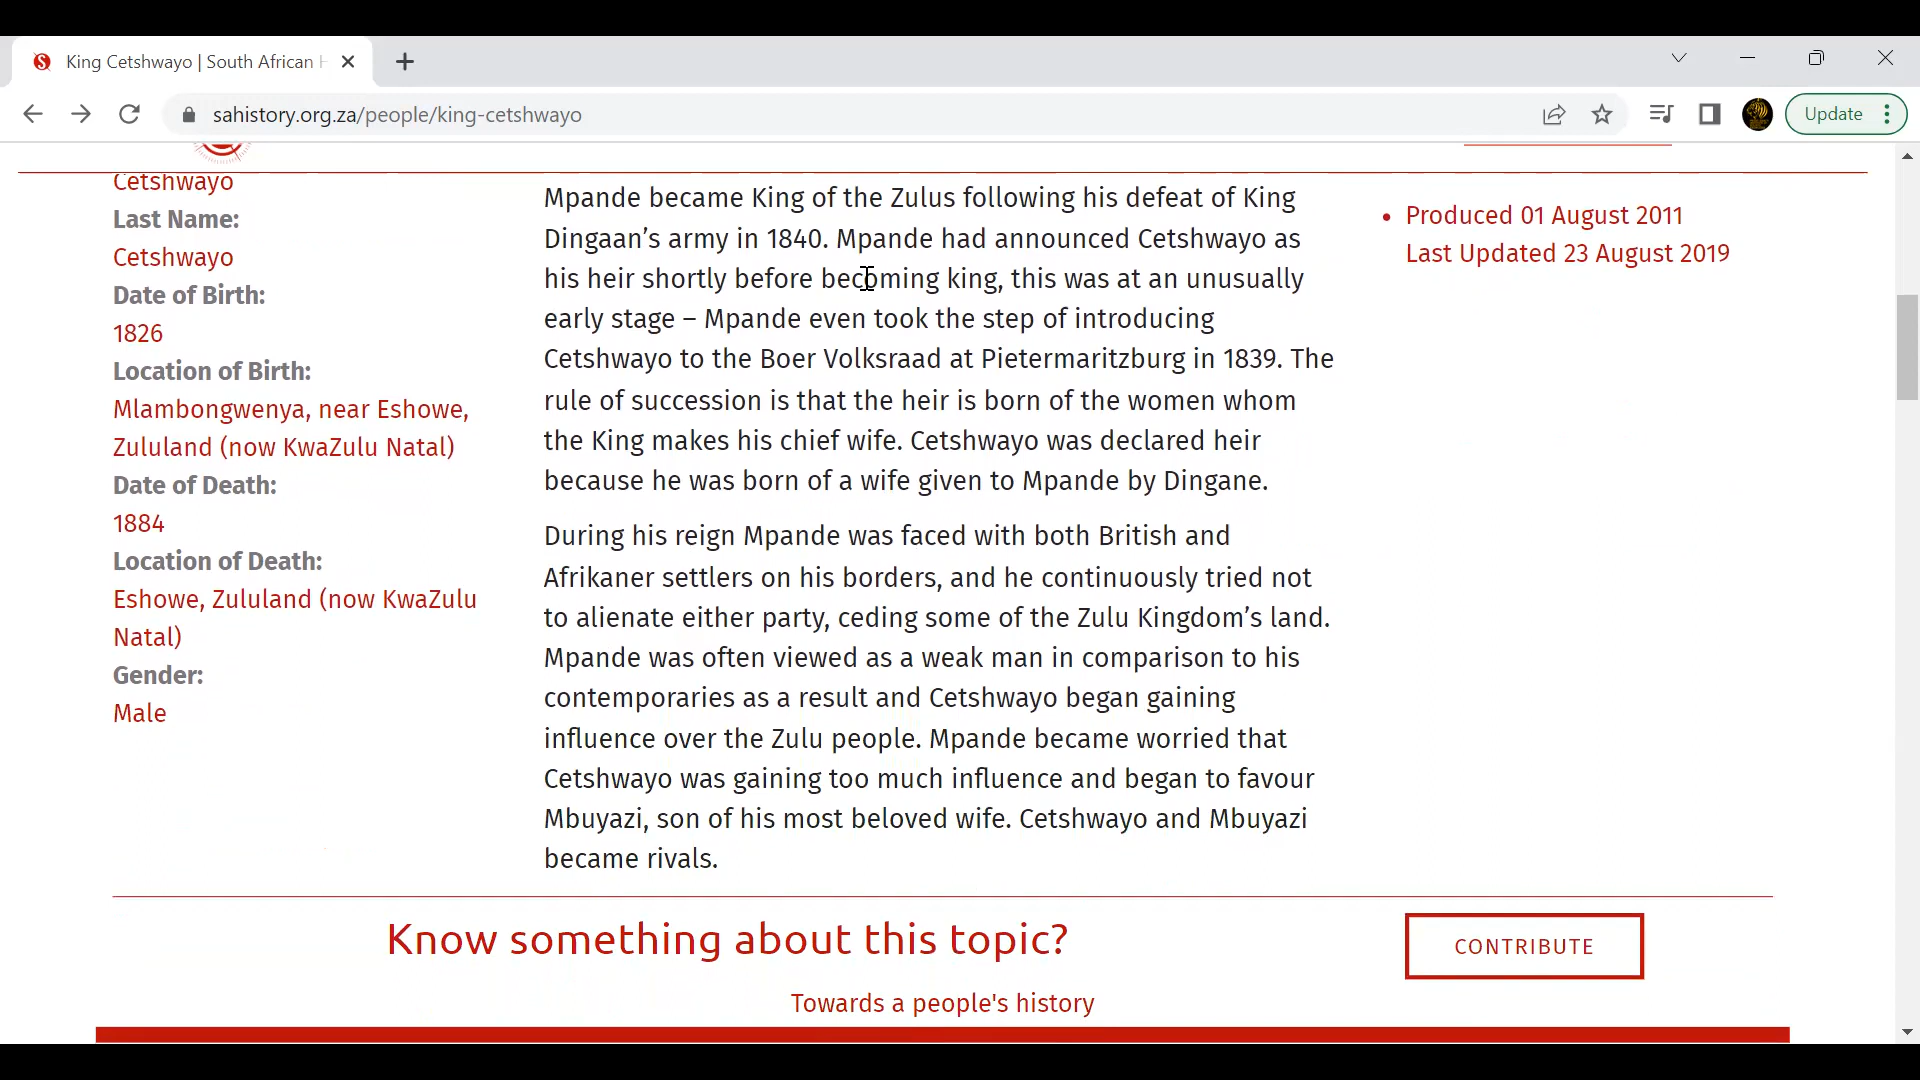 King Cetshwayo | South African H
sahistory.org.za/people/king-cetshwayo
Update
Cetshwayo
Last Name:
Cetshwayo
Date of Birth:
1826
Location of Birth:
Mlambongwenya, near Eshowe,
Zululand (now KwaZulu Natal)
Date of Death:
1884
Location of Death:
Eshowe, Zululand (now KwaZulu
Natal)
Gender:
Male
Mpande became King of the Zulus following his defeat of King
Dingaan’s army in 1840. Mpande had announced Cetshwayo as
his heir shortly before becoming king, this was at an unusually
early stage – Mpande even took the step of introducing
Cetshwayo to the Boer Volksraad at Pietermaritzburg in 1839. The
rule of succession is that the heir is born of the women whom
the King makes his chief wife. Cetshwayo was declared heir
because he was born of a wife given to Mpande by Dingane.
During his reign Mpande was faced with both British and
Afrikaner settlers on his borders, and he continuously tried not
to alienate either party, ceding some of the Zulu Kingdom’s land.
Mpande was often viewed as a weak man in comparison to his
contemporaries as a result and Cetshwayo began gaining
influence over the Zulu people. Mpande became worried that
Cetshwayo was gaining too much influence and began to favour
Mbuyazi, son of his most beloved wife. Cetshwayo and Mbuyazi
became rivals.
Produced 01 August 2011
Last Updated 23 August 2019
Know something about this topic?
CONTRIBUTE
Towards a people's history